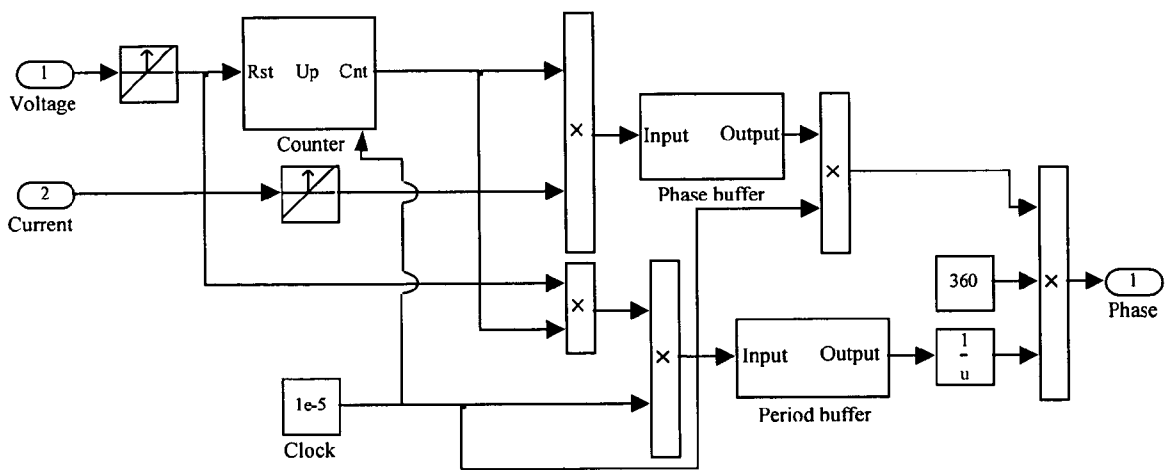 1
Voltage
Rst Up Cnt
Counter
2
Current
×
Input Output
Phase buffer
×
×
×
Input Output
Period buffer
1e-5
Clock
360
1
u
×
1
Phase